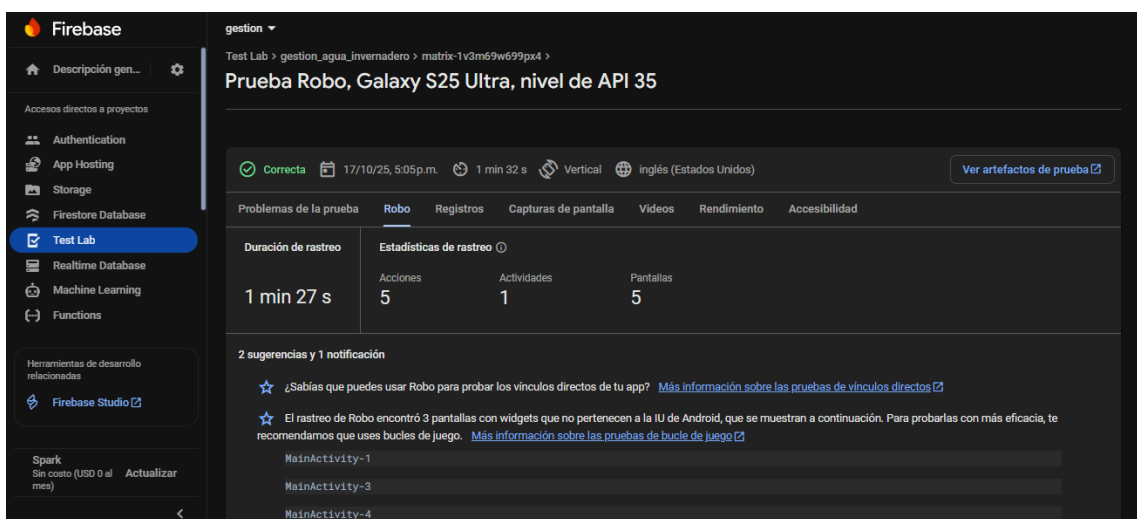 Firebase
Descripción gen...
Accesos directos a proyectos
Authentication
App Hosting
Storage
Firestore Database
Test Lab
Realtime Database
Machine Learning
Functions
Herramientas de desarrollo
relacionadas
Firebase Studio
Spark
Sin costo (USD 0 al
mes)
Actualizar
gestion
Test Lab > gestion_agua_invernadero > matrix-1v3m69w699px4 >
Prueba Robo, Galaxy S25 Ultra, nivel de API 35
Correcta 17/10/25, 5:05p.m. 1 min 32 s Vertical inglés (Estados Unidos) Ver artefactos de prueba
Problemas de la prueba Robo Registros Capturas de pantalla Videos Rendimiento Accesibilidad
Duración de rastreo
1 min 27 s
Estadísticas de rastreo
Acciones Actividades Pantallas
5 1 5
2 sugerencias y 1 notificación
¿Sabías que puedes usar Robo para probar los vínculos directos de tu app? Más información sobre las pruebas de vínculos directos
El rastreo de Robo encontró 3 pantallas con widgets que no pertenecen a la IU de Android, que se muestran a continuación. Para probarlas con más eficacia, te
recomendamos que uses bucles de juego. Más información sobre las pruebas de bucle de juego
MainActivity-1
MainActivity-3
MainActivity-4